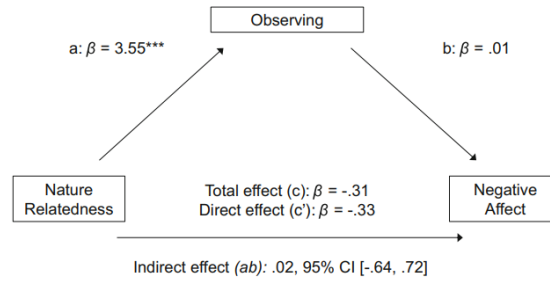 Observing
a: β = 3.55***
b: β = .01
Nature
Relatedness
Total effect (c): β = -.31
Direct effect (c'): β = -.33
Negative
Affect
Indirect effect (ab): .02, 95% CI [-.64, .72]